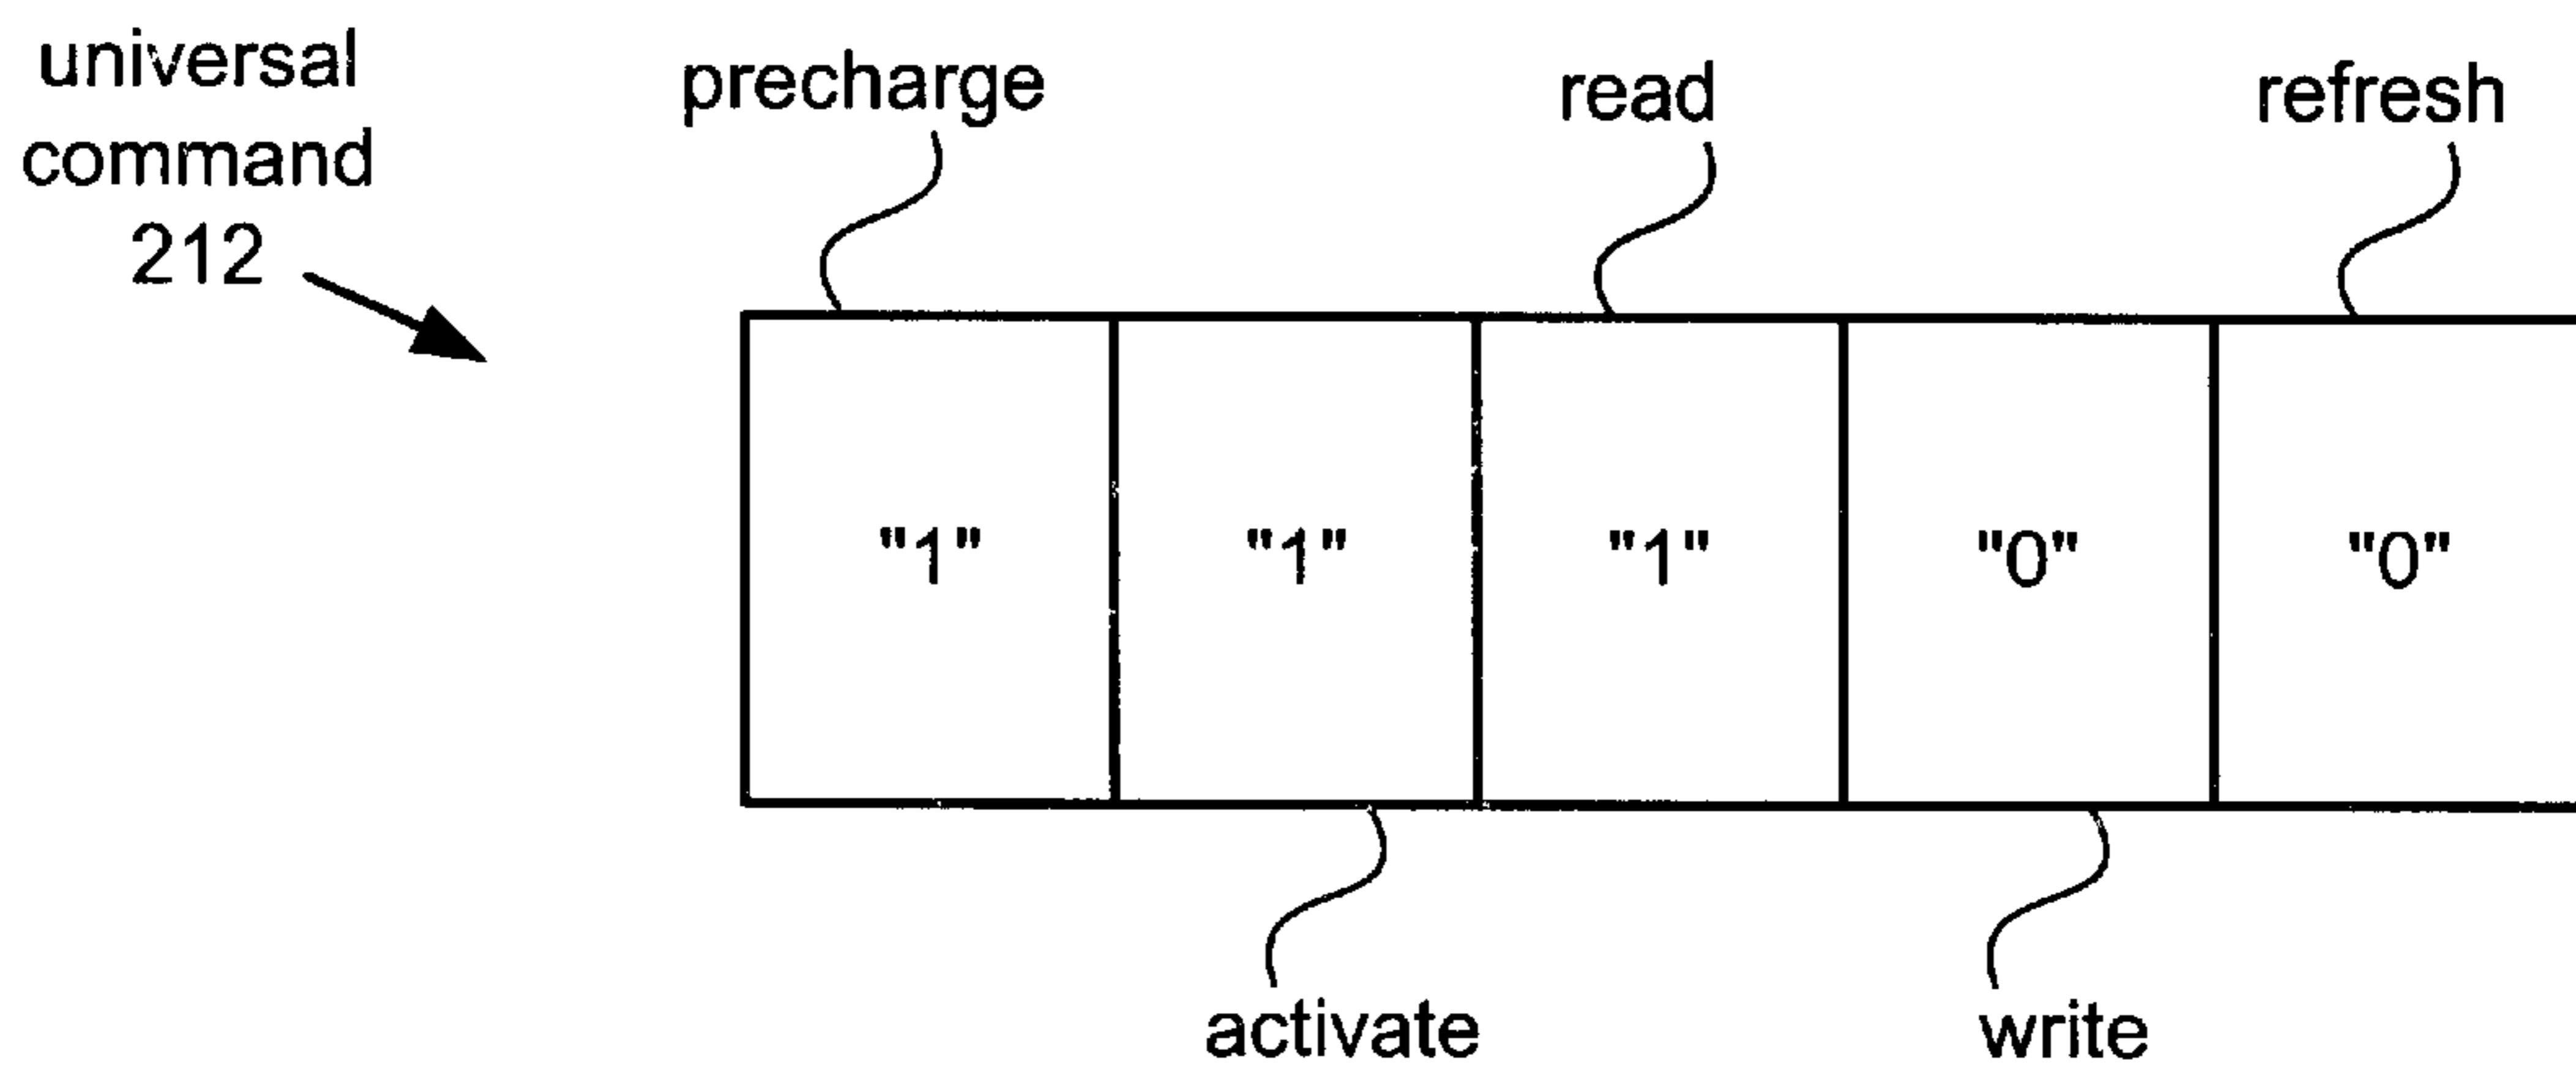 universal
command
212
precharge
read
refresh
"1" "1" "1" "0" "0"
activate
write